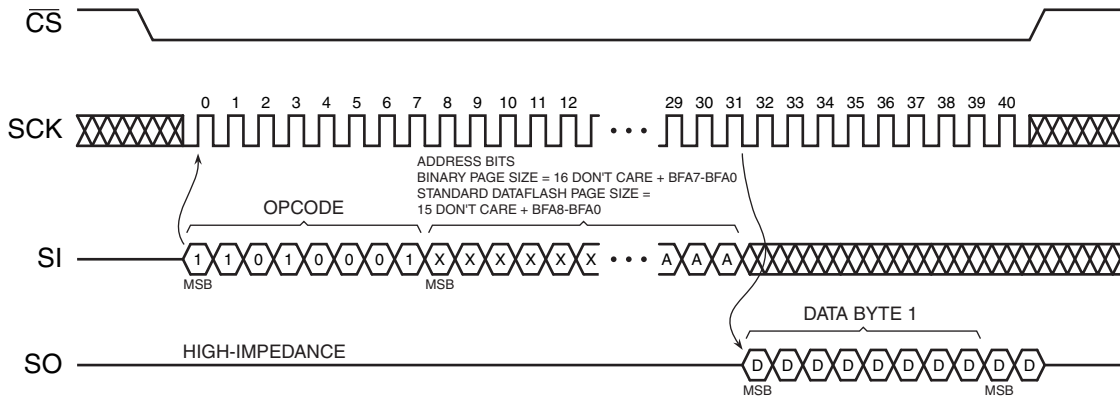 CS
SCK
0 1 2 3 4 5 6 7 8 9 10 11 12 29 30 31 32 33 34 35 36 37 38 39 40
ADDRESS BITS
BINARY PAGE SIZE = 16 DON'T CARE + BFA7-BFA0
STANDARD DATAFLASH PAGE SIZE =
15 DON'T CARE + BFA8-BFA0
OPCODE
SI
1 1 0 1 0 0 0 1 X X X X X X • • • A A A
MSB MSB
DATA BYTE 1
HIGH-IMPEDANCE
SO
D D D D D D D D D D
MSB MSB